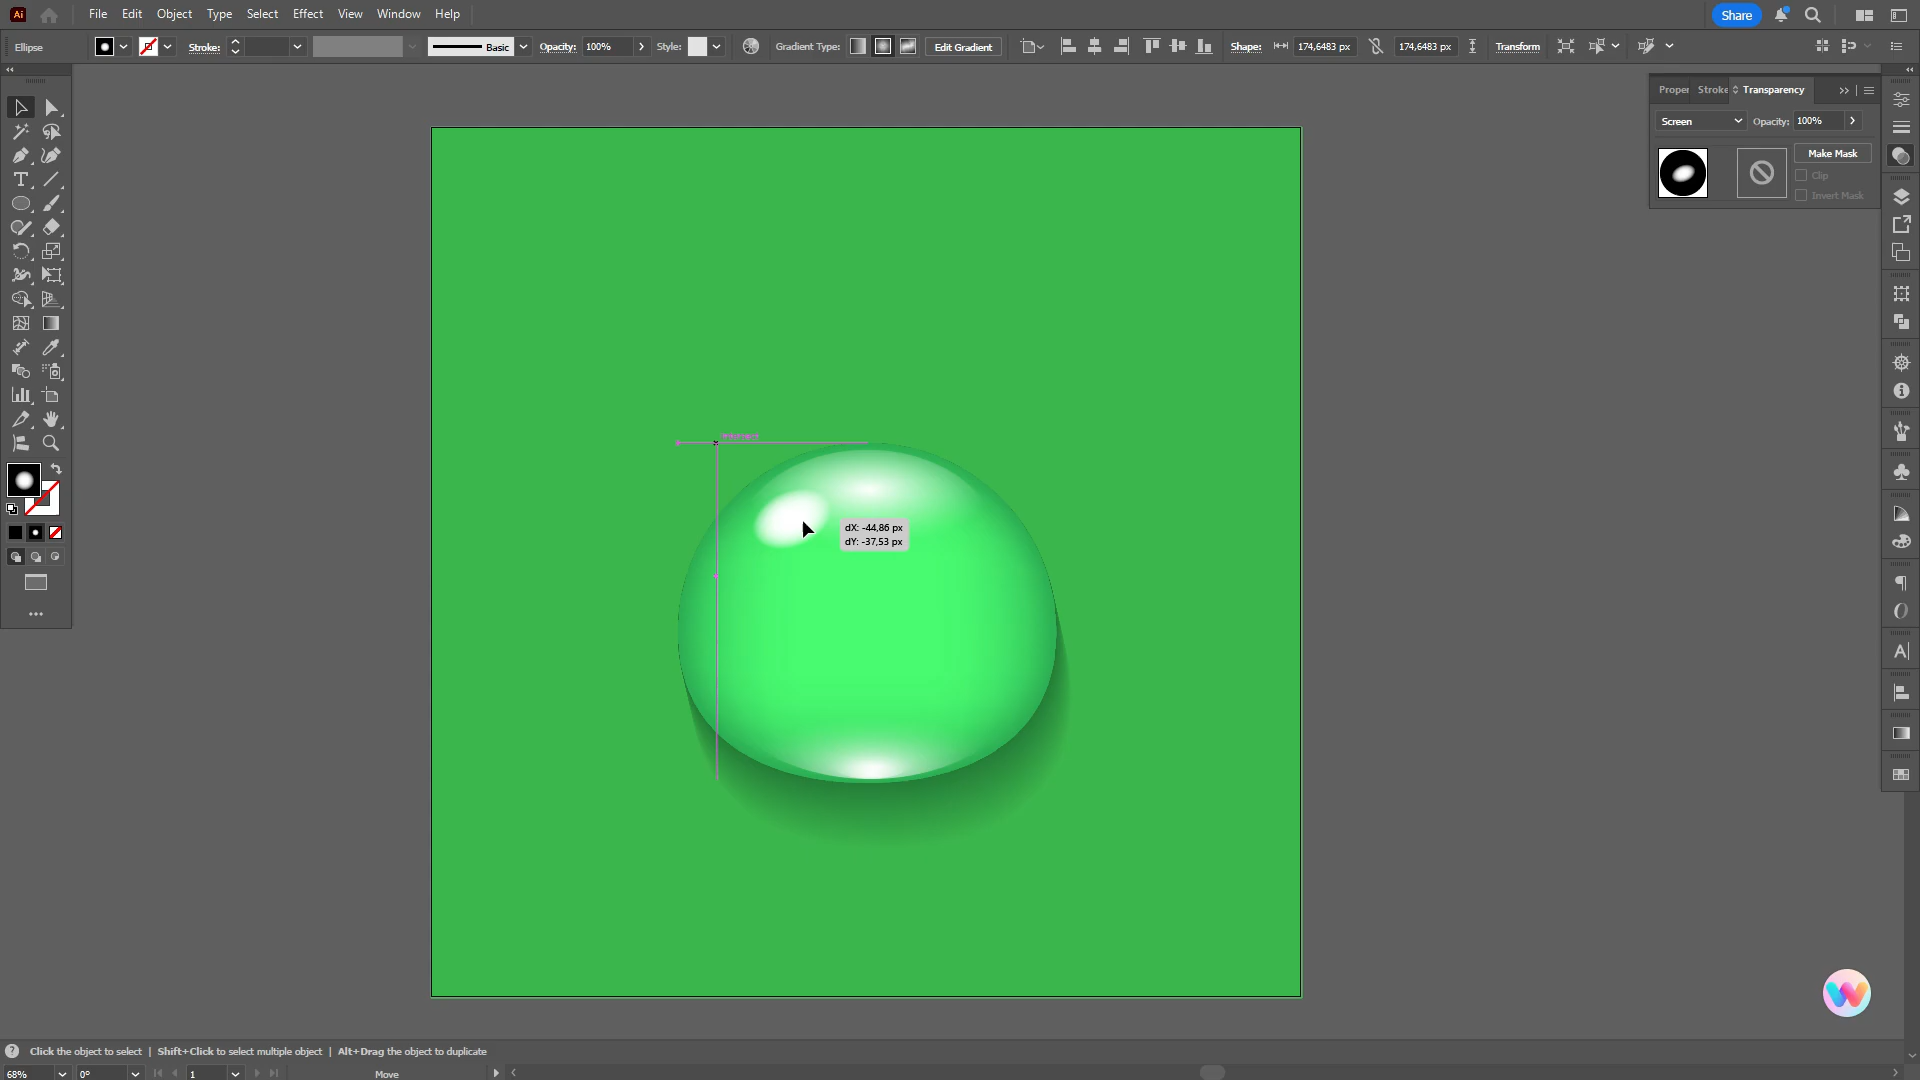 Ai File Edit Object Type Select Effect View Window Help Share
Ellipse Stroke: Basic Opacity: 100% Style: Gradient Type: Edit Gradient Shape: 174,6483 px 174,6483 px Transform
Proper Stroke Transparency
Screen Opacity: 100%
Make Mask
Clip
Invert Mask
dX: -44,86 px
dY: -37,53 px
Click the object to select | Shift+Click to select multiple object | Alt+Drag the object to duplicate
68% 0° 1 Move